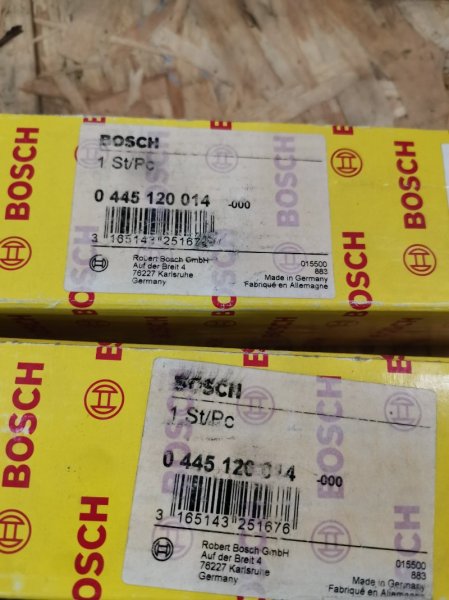 BOSCH
1 St/Pc
0 445 120 014 -000
3 165143 25167
Robert Bosch GmbH
Auf der Breit 4
76227 Karlsruhe
Germany
015500
883
Made in Germany
Fabriqué en Allemagne
BOSCH
BOSCH
BOSCH
1 St/Pc
0 445 120 014 -000
3 165143 251676
Robert Bosch GmbH
Auf der Breit 4
76227 Karlsruhe
Germany
015500
883
Made in Germany
Fabriqué en Allemagne
BOSCH
BOSCH